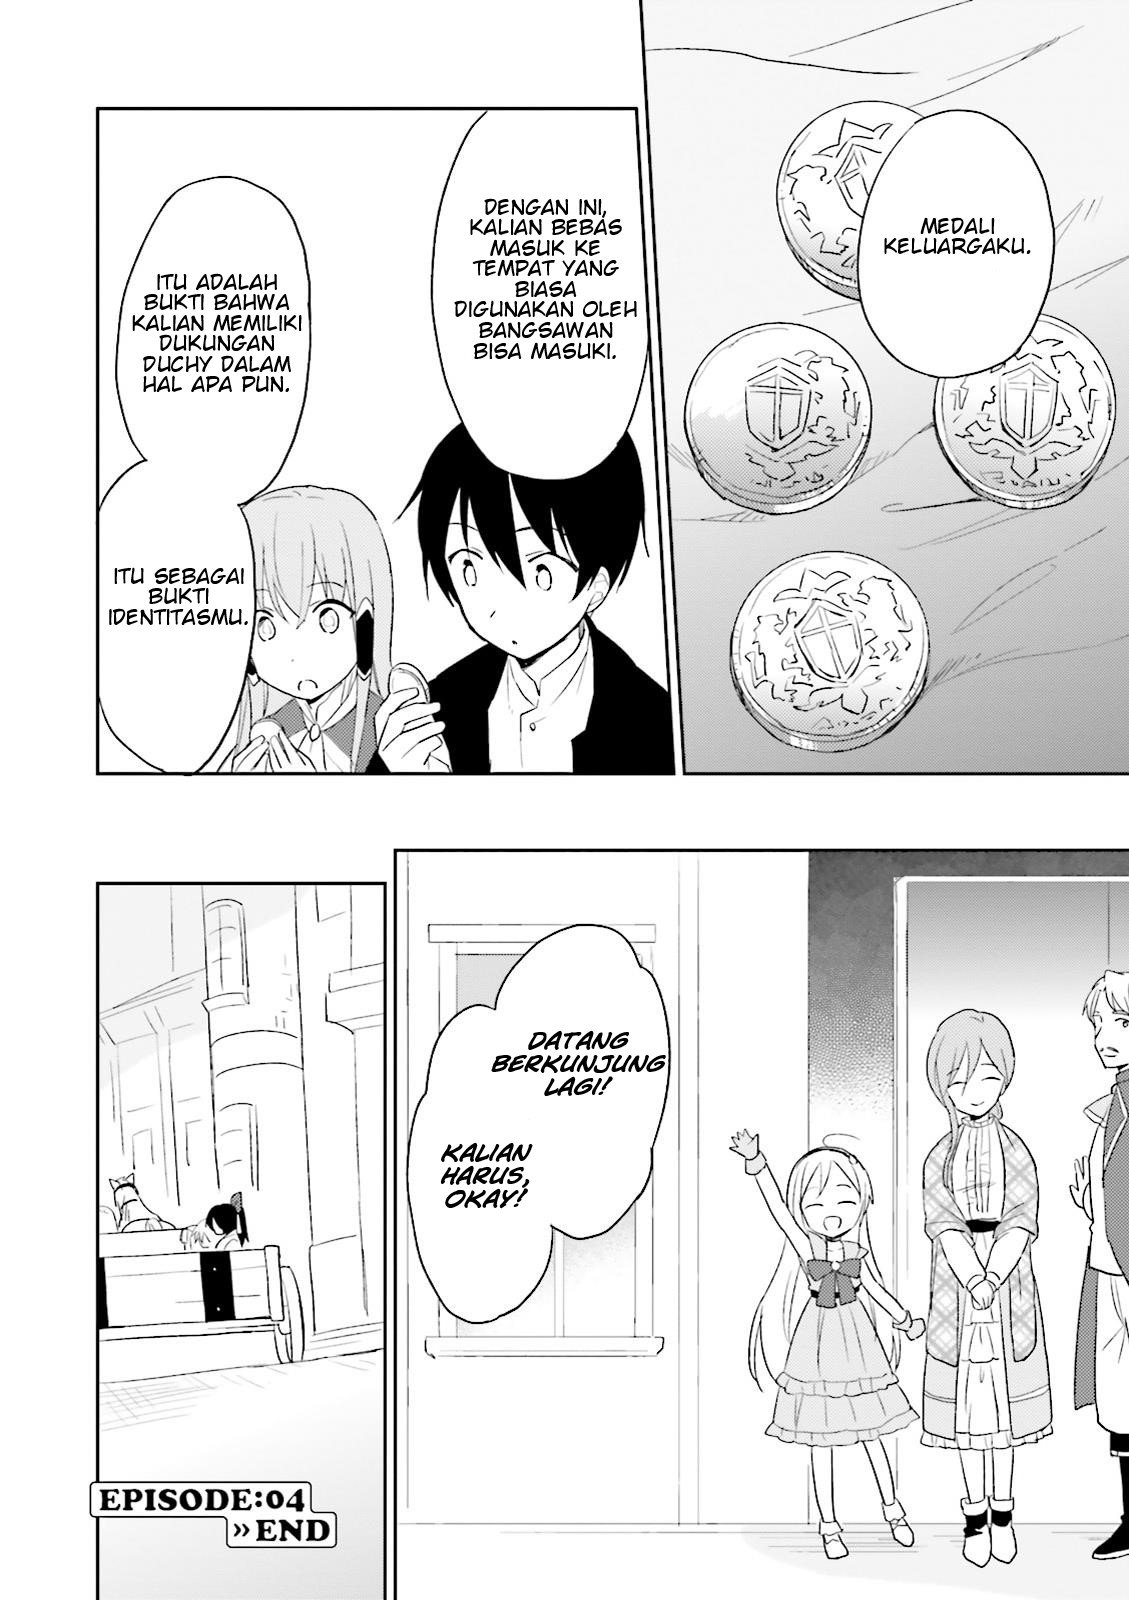 MEDALI
KELUARGAKU.
DENGAN INI,
KALIAN BEBAS
MASUK KE
TEMPAT YANG
BIASA
DIGUNAKAN OLEH
BANGSAWAN
BISA MASUKI.
ITU ADALAH
BUKTI BAHWA
KALIAN MEMILIKI
DUKUNGAN
DUCHY DALAM
HAL APA PUN.
ITU SEBAGAI
BUKTI
IDENTITASMU.
DATANG
BERKUNJUNG
LAGI!
KALIAN
HARUS,
OKAY!
EPISODE:04
»END